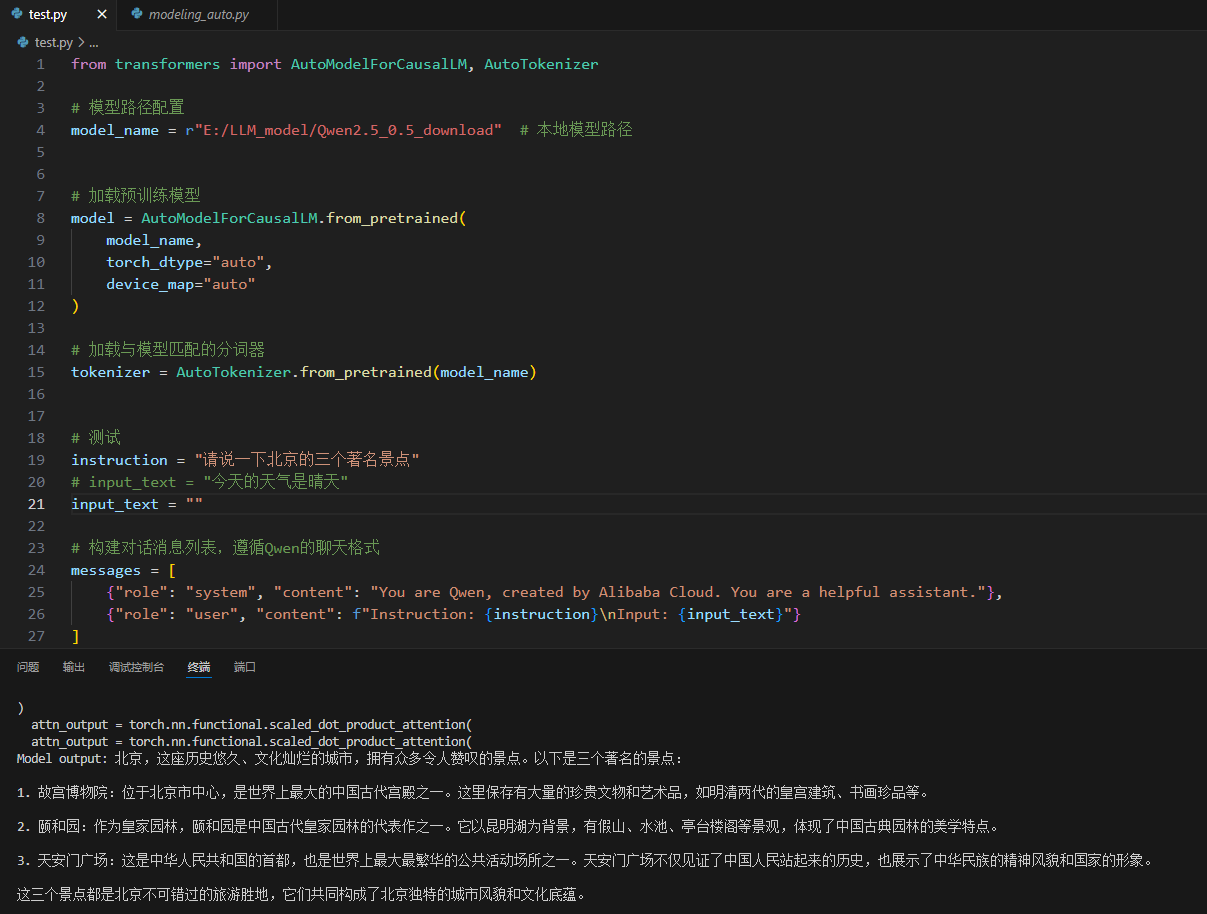 test.py
modeling_auto.py
test.py > ...
1 from transformers import AutoModelForCausalLM, AutoTokenizer
2
3 # 模型路径配置
4 model_name = r"E:/LLM_model/Qwen2.5_0.5_download"  # 本地模型路径
5
6
7 # 加载预训练模型
8 model = AutoModelForCausalLM.from_pretrained(
9     model_name,
10     torch_dtype="auto",
11     device_map="auto"
12 )
13
14 # 加载与模型匹配的分词器
15 tokenizer = AutoTokenizer.from_pretrained(model_name)
16
17
18 # 测试
19 instruction = "请说一下北京的三个著名景点"
20 # input_text = "今天的天气是晴天"
21 input_text = ""
22
23 # 构建对话消息列表，遵循Qwen的聊天格式
24 messages = [
25     {"role": "system", "content": "You are Qwen, created by Alibaba Cloud. You are a helpful assistant."},
26     {"role": "user", "content": f"Instruction: {instruction}\nInput: {input_text}"}
27 ]
问题 输出 调试控制台 终端 端口
)
  attn_output = torch.nn.functional.scaled_dot_product_attention(
  attn_output = torch.nn.functional.scaled_dot_product_attention(
Model output: 北京，这座历史悠久、文化灿烂的城市，拥有众多令人赞叹的景点。以下是三个著名的景点：
1. 故宫博物院：位于北京市中心，是世界上最大的中国古代宫殿之一。这里保存有大量的珍贵文物和艺术品，如明清两代的皇宫建筑、书画珍品等。
2. 颐和园：作为皇家园林，颐和园是中国古代皇家园林的代表作之一。它以昆明湖为背景，有假山、水池、亭台楼阁等景观，体现了中国古典园林的美学特点。
3. 天安门广场：这是中华人民共和国的首都，也是世界上最大最繁华的公共活动场所之一。天安门广场不仅见证了中国人民站起来的历史，也展示了中华民族的精神风貌和国家的形象。
这三个景点都是北京不可错过的旅游胜地，它们共同构成了北京独特的城市风貌和文化底蕴。